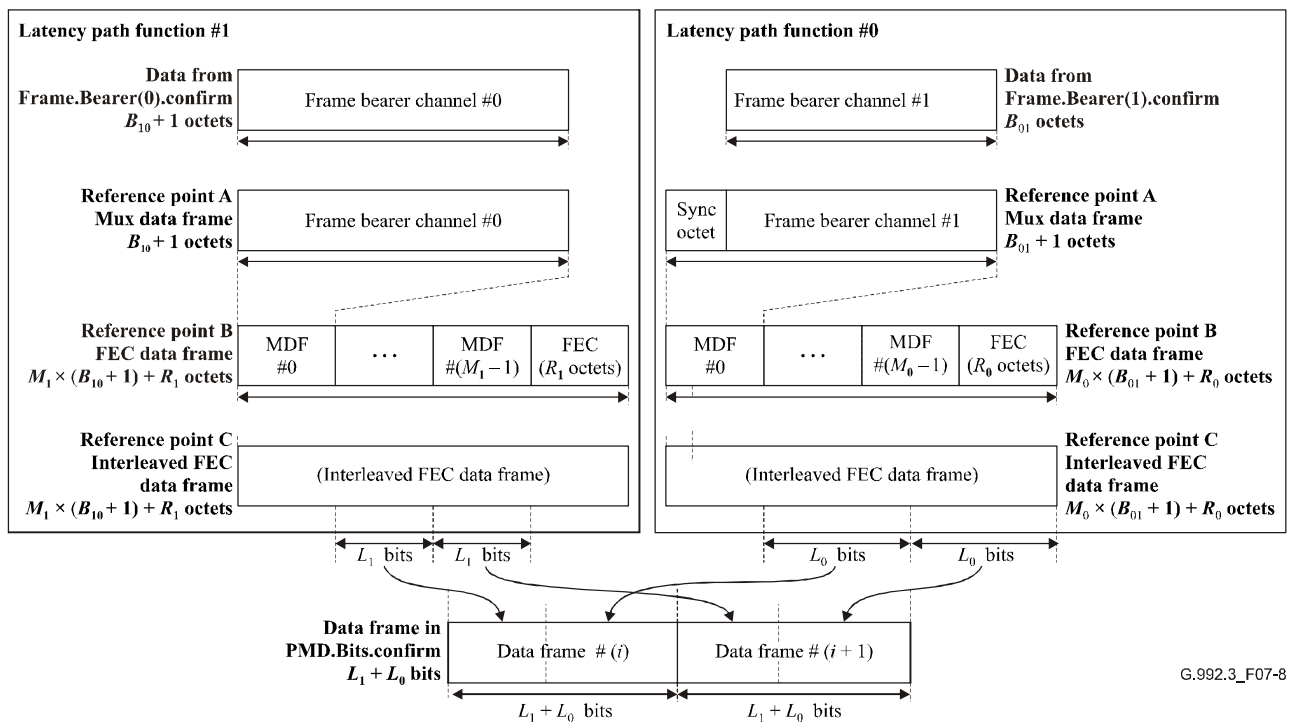 Latency path function #1
Data from
Frame.Bearer(0).confirm
B₁₀ + 1 octets
Frame bearer channel #0
Reference point A
Mux data frame
B₁₀ + 1 octets
Frame bearer channel #0
Reference point B
FEC data frame
M₁ × (B₁₀ + 1) + R₁ octets
MDF
#0
...
MDF
#(M₁ – 1)
FEC
(R₁ octets)
Reference point C
Interleaved FEC
data frame
M₁ × (B₁₀ + 1) + R₁ octets
(Interleaved FEC data frame)
Latency path function #0
Frame bearer channel #1
Data from
Frame.Bearer(1).confirm
B₀₁ octets
Sync
octet
Frame bearer channel #1
Reference point A
Mux data frame
B₀₁ + 1 octets
MDF
#0
...
MDF
#(M₀ – 1)
FEC
(R₀ octets)
Reference point B
FEC data frame
M₀ × (B₀₁ + 1) + R₀ octets
(Interleaved FEC data frame)
Reference point C
Interleaved FEC
data frame
M₀ × (B₀₁ + 1) + R₀ octets
L₁ bits
L₁ bits
L₀ bits
L₀ bits
Data frame in
PMD.Bits.confirm
L₁ + L₀ bits
Data frame # (i)
Data frame # (i + 1)
L₁ + L₀ bits
L₁ + L₀ bits
G.992.3_F07-8